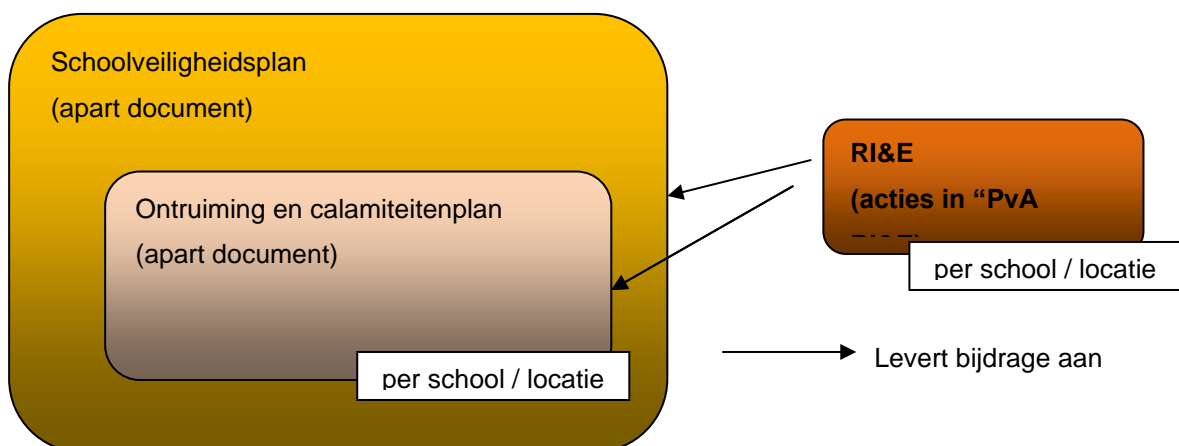 Schoolveiligheidsplan
(apart document)
Ontruiming en calamiteitenplan
(apart document)
per school / locatie
RI&E
(acties in “PvA
per school / locatie
Levert bijdrage aan